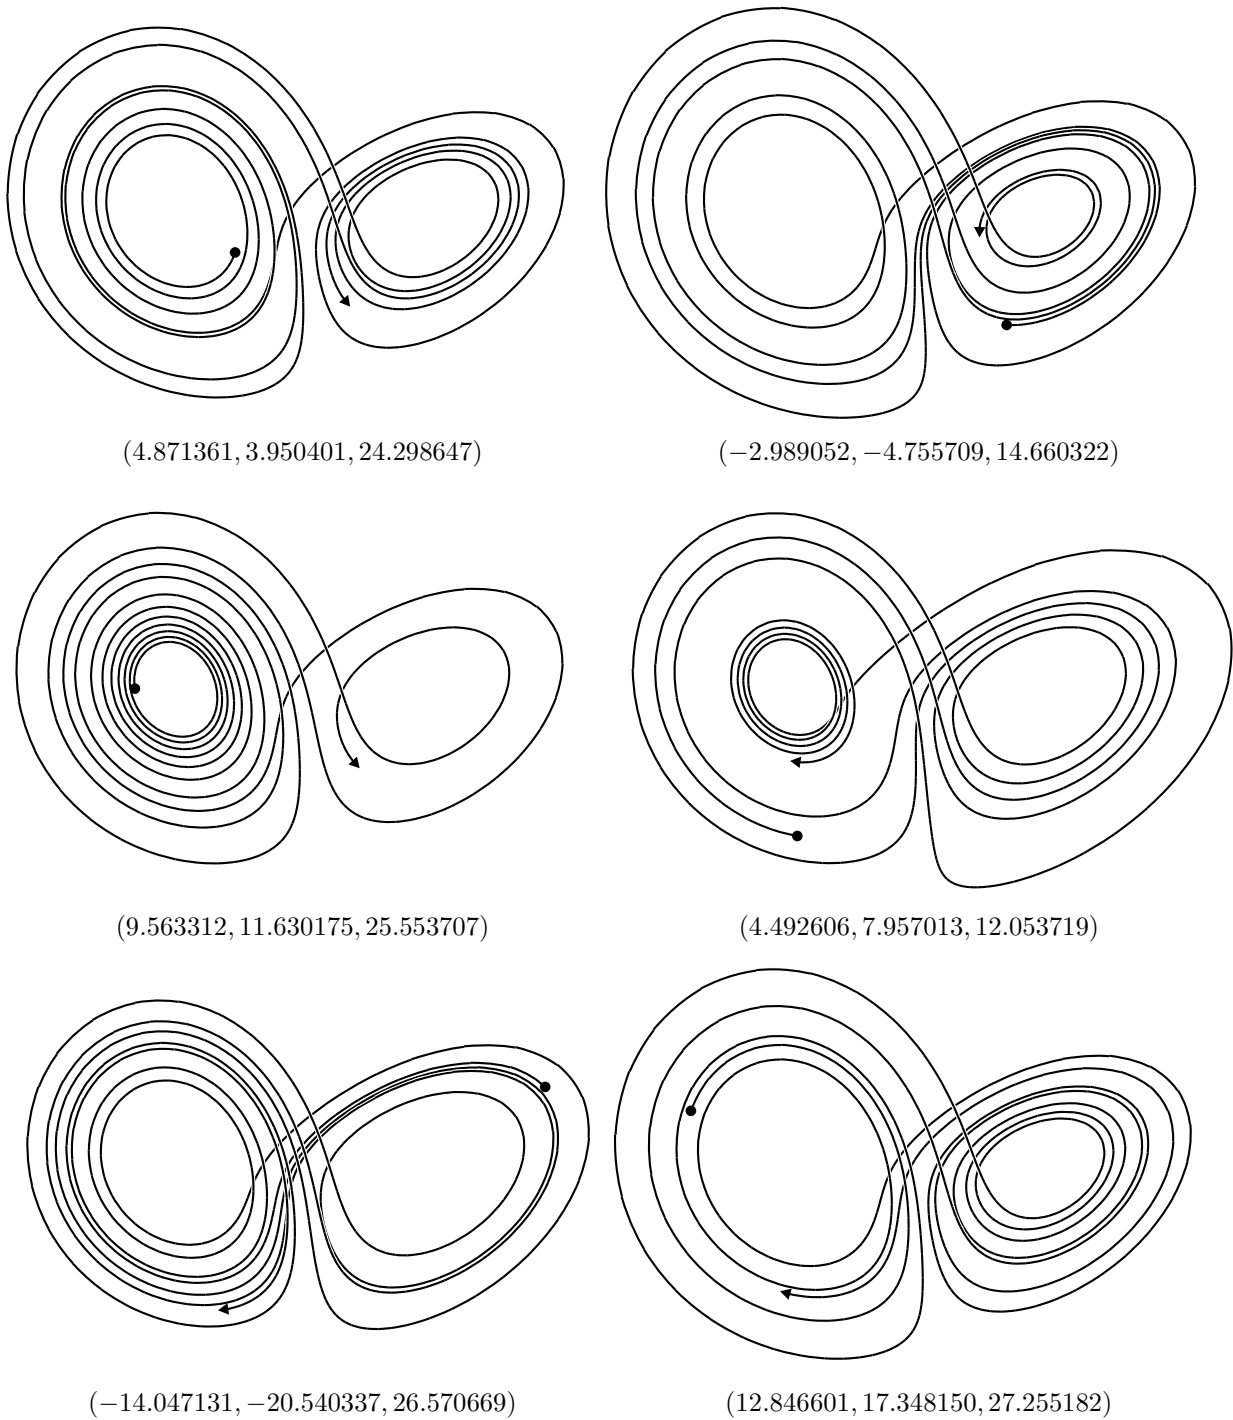 (4.871361, 3.950401, 24.298647)
(−2.989052, −4.755709, 14.660322)
(9.563312, 11.630175, 25.553707)
(4.492606, 7.957013, 12.053719)
(−14.047131, −20.540337, 26.570669)
(12.846601, 17.348150, 27.255182)